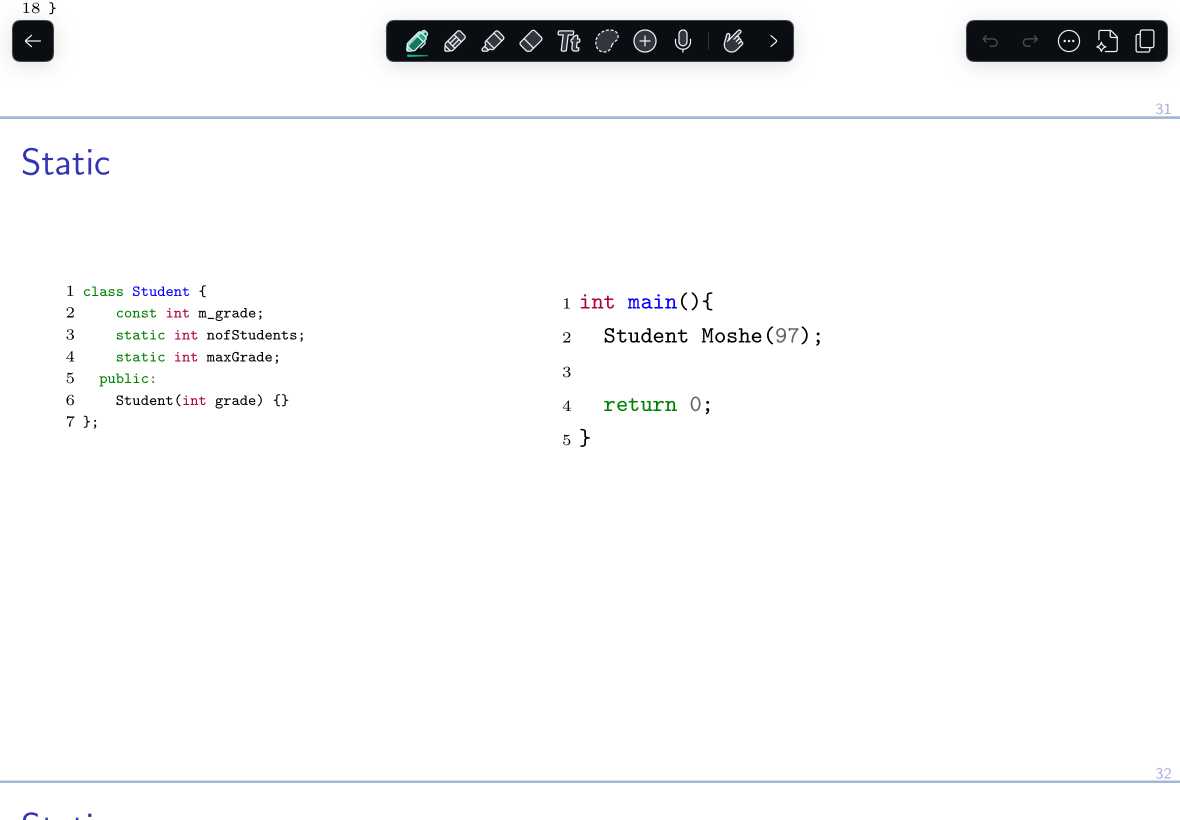 18 }
Tt
31
Static
1 class Student {
2 const int m_grade;
3 static int nofStudents;
4 static int maxGrade;
5 public:
6 Student(int grade) {}
7 };
1 int main(){
2 Student Moshe(97);
3
4 return 0;
5 }
32
Static